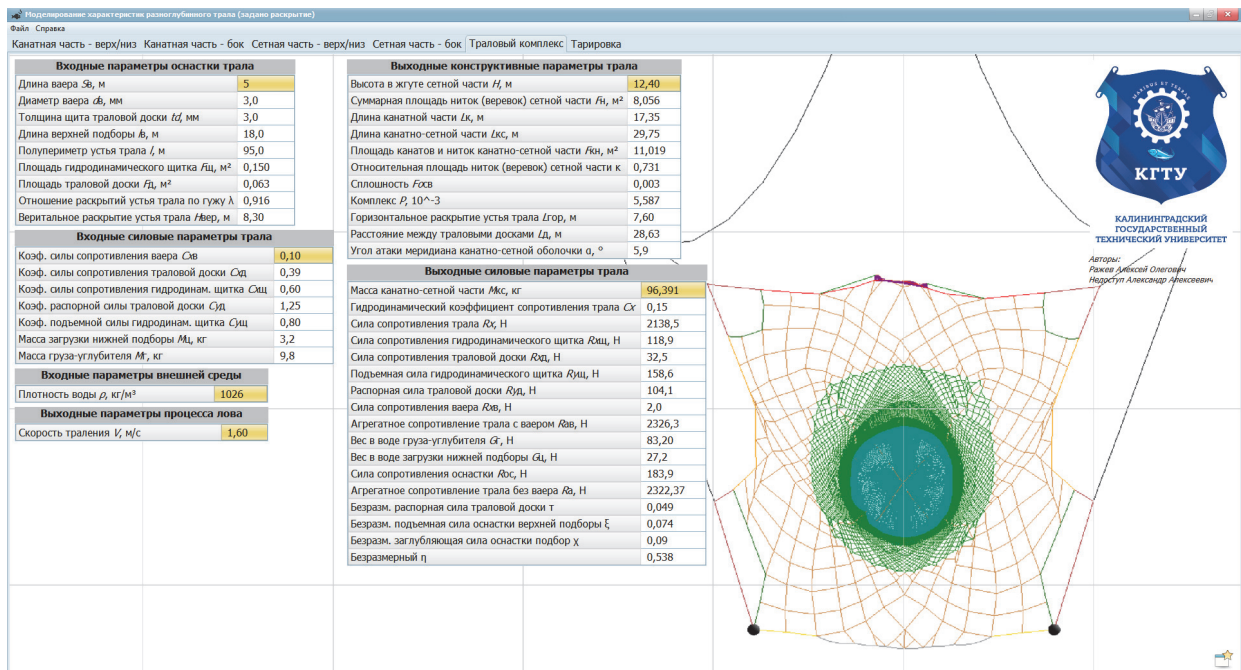 Моделирование характеристик разноглубинного трала (задано раскрытие)
Файл Справка
Канатная часть - верх/низ Канатная часть - бок Сетная часть - верх/низ Сетная часть - бок Траловый комплекс Тарировка
Входные параметры оснастки трала
Длина ваера Sв, м 5
Диаметр ваера dв, мм 3,0
Толщина щита траловой доски td, мм 3,0
Длина верхней подборы lв, м 18,0
Полупериметр устья трала l, м 95,0
Площадь гидродинамического щитка Fщ, м² 0,150
Площадь траловой доски Fд, м² 0,063
Отношение раскрытий устья трала по гужу λ 0,916
Веритальное раскрытие устья трала Hвер, м 8,30
Входные силовые параметры трала
Коэф. силы сопротивления ваера Cxв 0,10
Коэф. силы сопротивления траловой доски Cxд 0,39
Коэф. силы сопротивления гидродинам. щитка Cxщ 0,60
Коэф. распорной силы траловой доски Cyд 1,25
Коэф. подъемной силы гидродинам. щитка Cyщ 0,80
Масса загрузки нижней подборы Mц, кг 3,2
Масса груза-углубителя Mг, кг 9,8
Входные параметры внешней среды
Плотность воды ρ, кг/м³ 1026
Выходные параметры процесса лова
Скорость траления V, м/с 1,60
Выходные конструктивные параметры трала
Высота в жгуте сетной части H, м 12,40
Суммарная площадь ниток (веревок) сетной части Fн, м² 8,056
Длина канатной части Lк, м 17,35
Длина канатно-сетной части Lкс, м 29,75
Площадь канатов и ниток канатно-сетной части Fкн, м² 11,019
Относительная площадь ниток (веревок) сетной части к 0,731
Сплошность Fосв 0,003
Комплекс P, 10^-3 5,587
Горизонтальное раскрытие устья трала Lгор, м 7,60
Расстояние между траловыми досками Lд, м 28,63
Угол атаки меридиана канатно-сетной оболочки α, ° 5,9
Выходные силовые параметры трала
Масса канатно-сетной части Mкс, кг 96,391
Гидродинамический коэффициент сопротивления трала Cx 0,15
Сила сопротивления трала Rx, Н 2138,5
Сила сопротивления гидродинамического щитка Rxщ, Н 118,9
Сила сопротивления траловой доски Rxд, Н 32,5
Подъемная сила гидродинамического щитка Ryщ, Н 158,6
Распорная сила траловой доски Ryд, Н 104,1
Сила сопротивления ваера Rxв, Н 2,0
Агрегатное сопротивление трала с ваером Rав, Н 2326,3
Вес в воде груза-углубителя Gг, Н 83,20
Вес в воде загрузки нижней подборы Gц, Н 27,2
Сила сопротивления оснастки Rос, Н 183,9
Агрегатное сопротивление трала без ваера Rа, Н 2322,37
Безразм. распорная сила траловой доски τ 0,049
Безразм. подъемная сила оснастки верхней подборы ξ 0,074
Безразм. заглубляющая сила оснастки подбор χ 0,09
Безразмерный η 0,538
КГТУ
КАЛИНИНГРАДСКИЙ
ГОСУДАРСТВЕННЫЙ
ТЕХНИЧЕСКИЙ УНИВЕРСИТЕТ
Авторы:
Ражев Алексей Олегович
Недоступ Александр Алексеевич